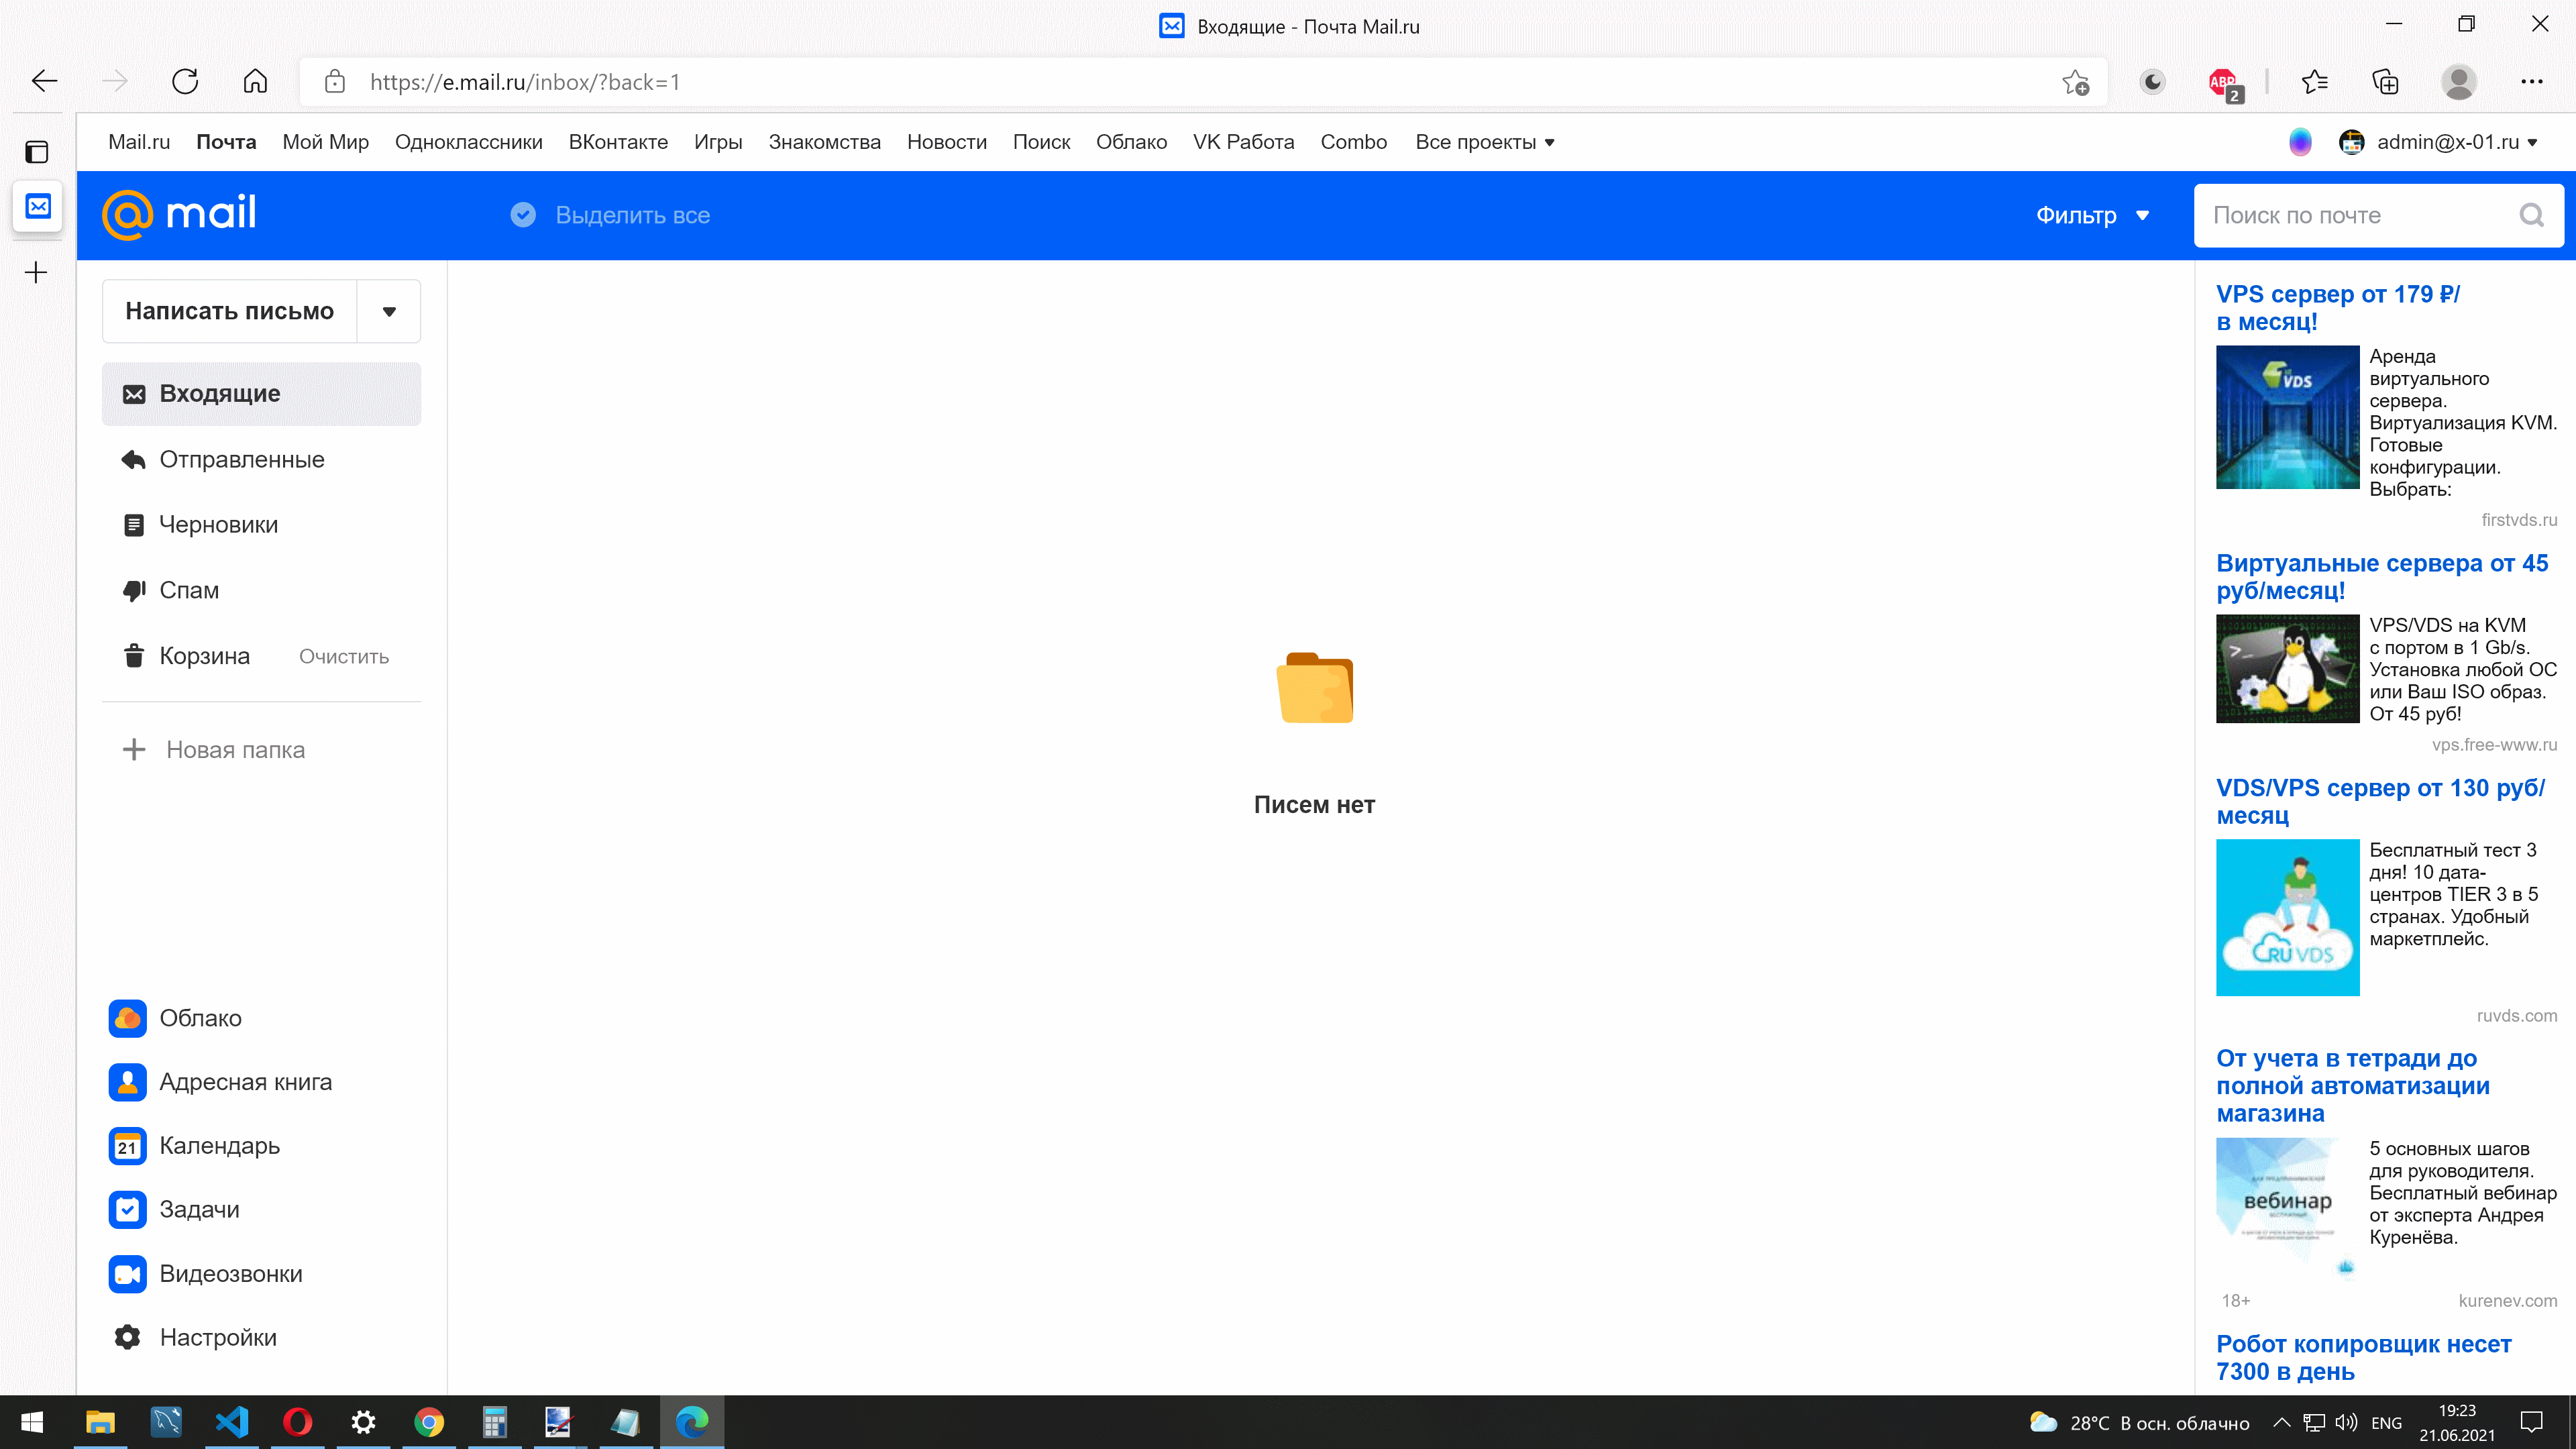 Входящие - Почта Mail.ru
https://e.mail.ru/inbox/?back=1
ABP
2
Mail.ru Почта Мой Мир Одноклассники ВКонтакте Игры Знакомства Новости Поиск Облако VK Работа Combo Все проекты
admin@x-01.ru
mail
Выделить все
Фильтр
Поиск по почте
Написать письмо
Входящие
Отправленные
Черновики
Спам
Корзина Очистить
Новая папка
Облако
Адресная книга
21
Календарь
Задачи
Видеозвонки
Настройки
Писем нет
VPS сервер от 179 ₽/
в месяц!
VDS
Аренда
виртуального
сервера.
Виртуализация KVM.
Готовые
конфигурации.
Выбрать:
firstvds.ru
Виртуальные сервера от 45
руб/месяц!
VPS/VDS на KVM
с портом в 1 Gb/s.
Установка любой ОС
или Ваш ISO образ.
От 45 руб!
vps.free-www.ru
VDS/VPS сервер от 130 руб/
месяц
RU VDS
Бесплатный тест 3
дня! 10 дата-
центров TIER 3 в 5
странах. Удобный
маркетплейс.
ruvds.com
От учета в тетради до
полной автоматизации
магазина
вебинар
5 основных шагов
для руководителя.
Бесплатный вебинар
от эксперта Андрея
Куренёва.
18+
kurenev.com
Робот копировщик несет
7300 в день
28°C В осн. облачно
ENG
19:23
21.06.2021